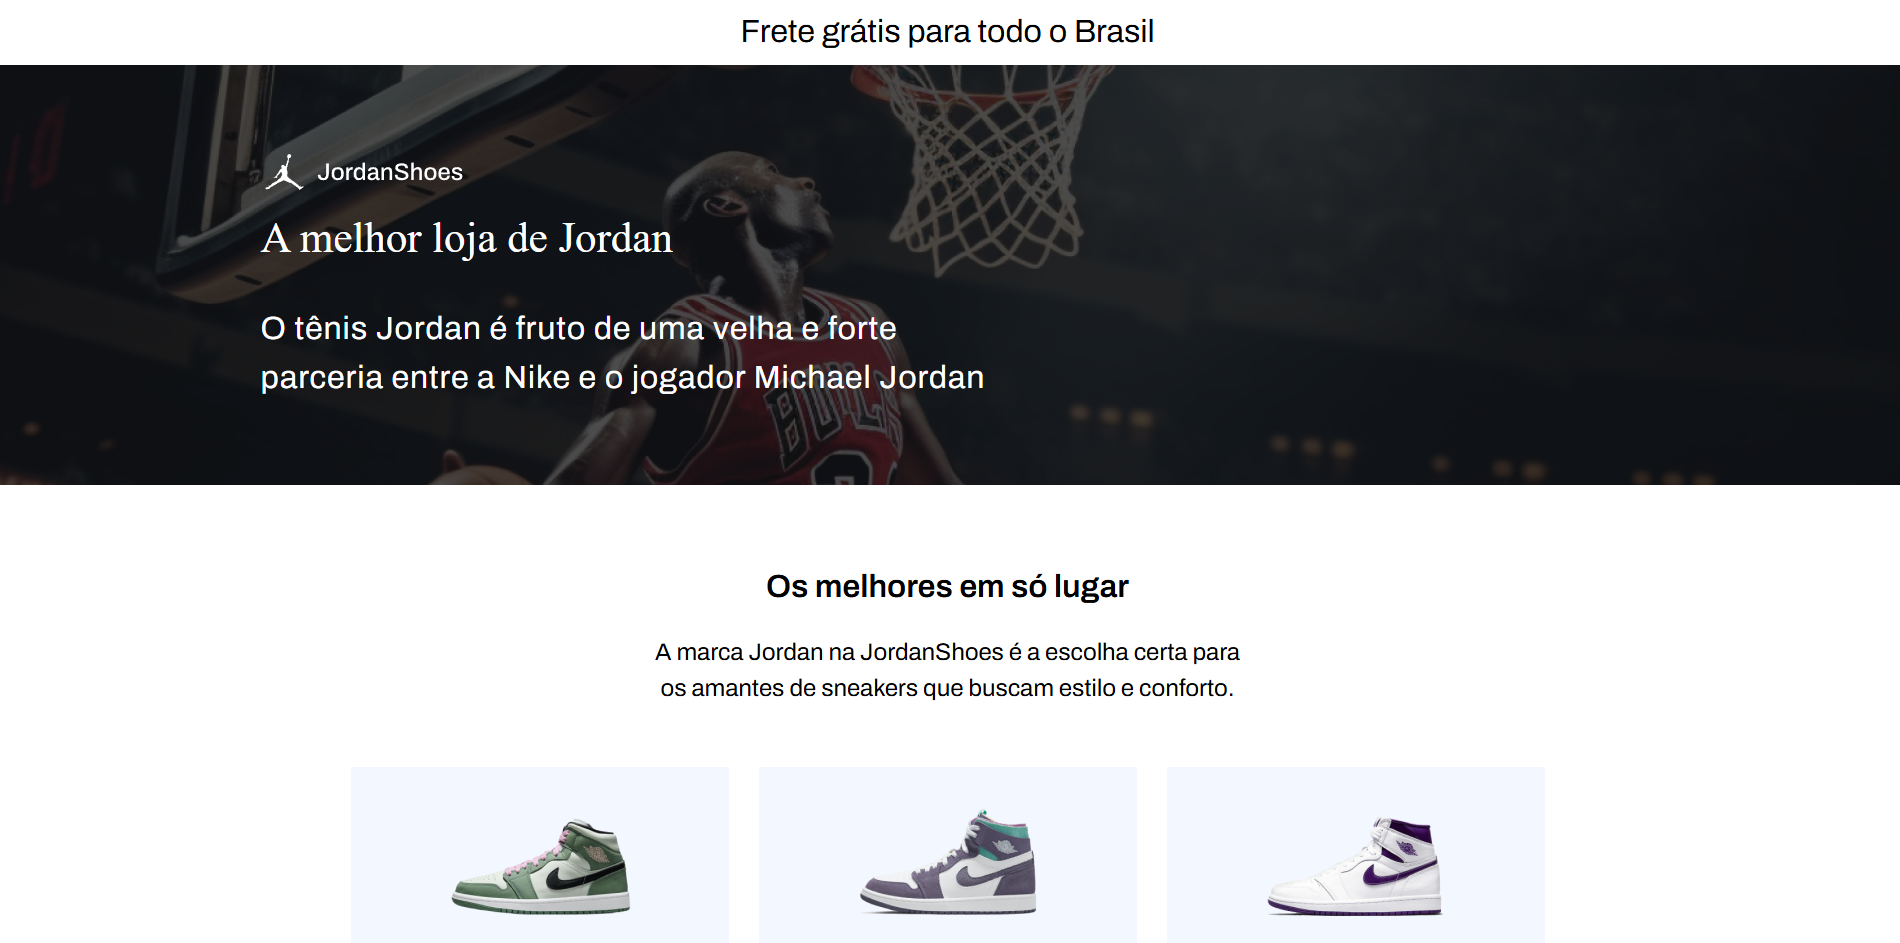 Frete grátis para todo o Brasil
JordanShoes
A melhor loja de Jordan
O tênis Jordan é fruto de uma velha e forte
parceria entre a Nike e o jogador Michael Jordan
BULLS
Os melhores em só lugar
A marca Jordan na JordanShoes é a escolha certa para
os amantes de sneakers que buscam estilo e conforto.